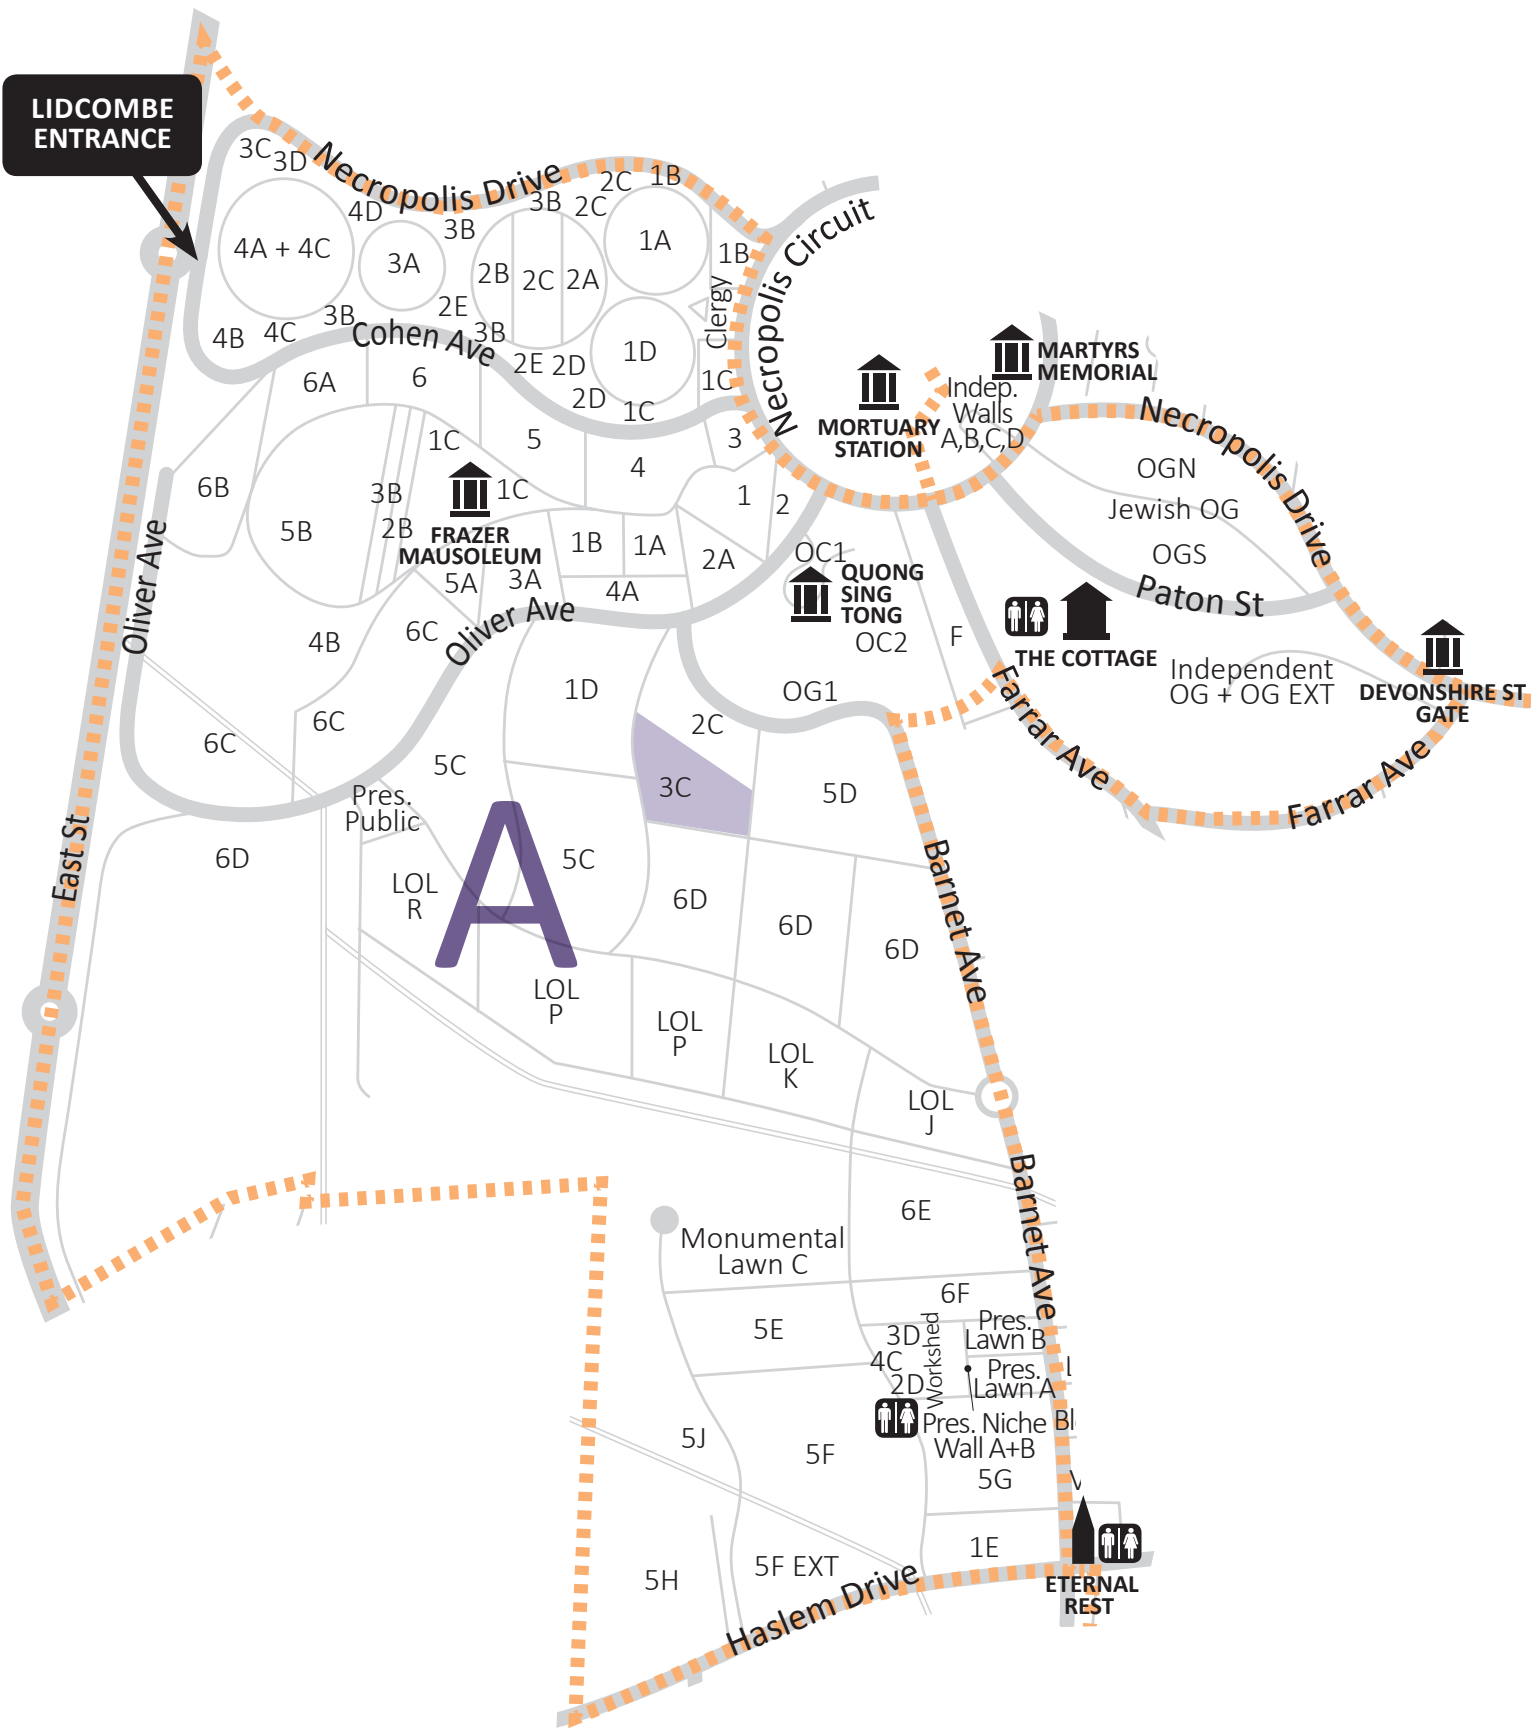 LIDCOMBE
ENTRANCE
Necropolis Drive
3C
3D
4D
3B
3B
2C
2C
1B
4A + 4C
3A
2B
2C
2A
1A
1B
Clergy
Necropolis Circuit
4B
4C
3B
2E
3B
Cohen Ave
2E
2D
2D
1D
1C
1C
MARTYRS
MEMORIAL
MORTUARY
STATION
Indep.
Walls
A,B,C,D
Necropolis Drive
OGN
Jewish OG
OGS
Paton St
6A
6
1C
5
4
3
1
2
6B
5B
3B
2B
1C
FRAZER
MAUSOLEUM
1B
1A
2A
5A
3A
4A
OC1
QUONG
SING
TONG
OC2
F
THE COTTAGE
Independent
OG + OG EXT
DEVONSHIRE ST
GATE
Oliver Ave
Oliver Ave
4B
6C
1D
OG1
Farrar Ave
Farrar Ave
6C
6C
5C
2C
3C
5D
Pres.
Public
East St
6D
LOL
R
A
5C
6D
6D
6D
Barnet Ave
LOL
P
LOL
P
LOL
K
LOL
J
Barnet Ave
6E
Monumental
Lawn C
6F
5E
3D
4C
2D
Workshed
Pres.
Lawn B
Pres.
Lawn A
Pres. Niche
Wall A+B
Bl
5J
5F
5G
1E
5H
5F EXT
Haslem Drive
ETERNAL
REST